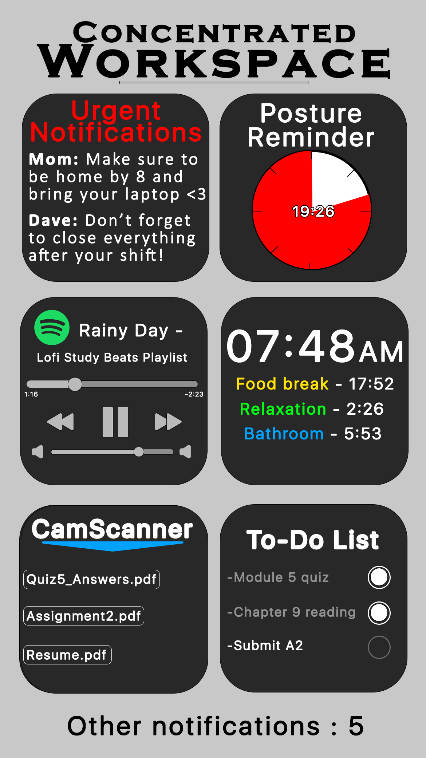 Concentrated
Workspace
Urgent
Notifications
Mom: Make sure to
be home by 8 and
bring your laptop <3
Dave: Don't forget
to close everything
after your shift!
Posture
Reminder
19:26
Rainy Day -
Lofi Study Beats Playlist
1:16
-2:23
07:48AM
Food break - 17:52
Relaxation - 2:26
Bathroom - 5:53
CamScanner
Quiz5_Answers.pdf
Assignment2.pdf
Resume.pdf
To-Do List
-Module 5 quiz
-Chapter 9 reading
-Submit A2
Other notifications : 5